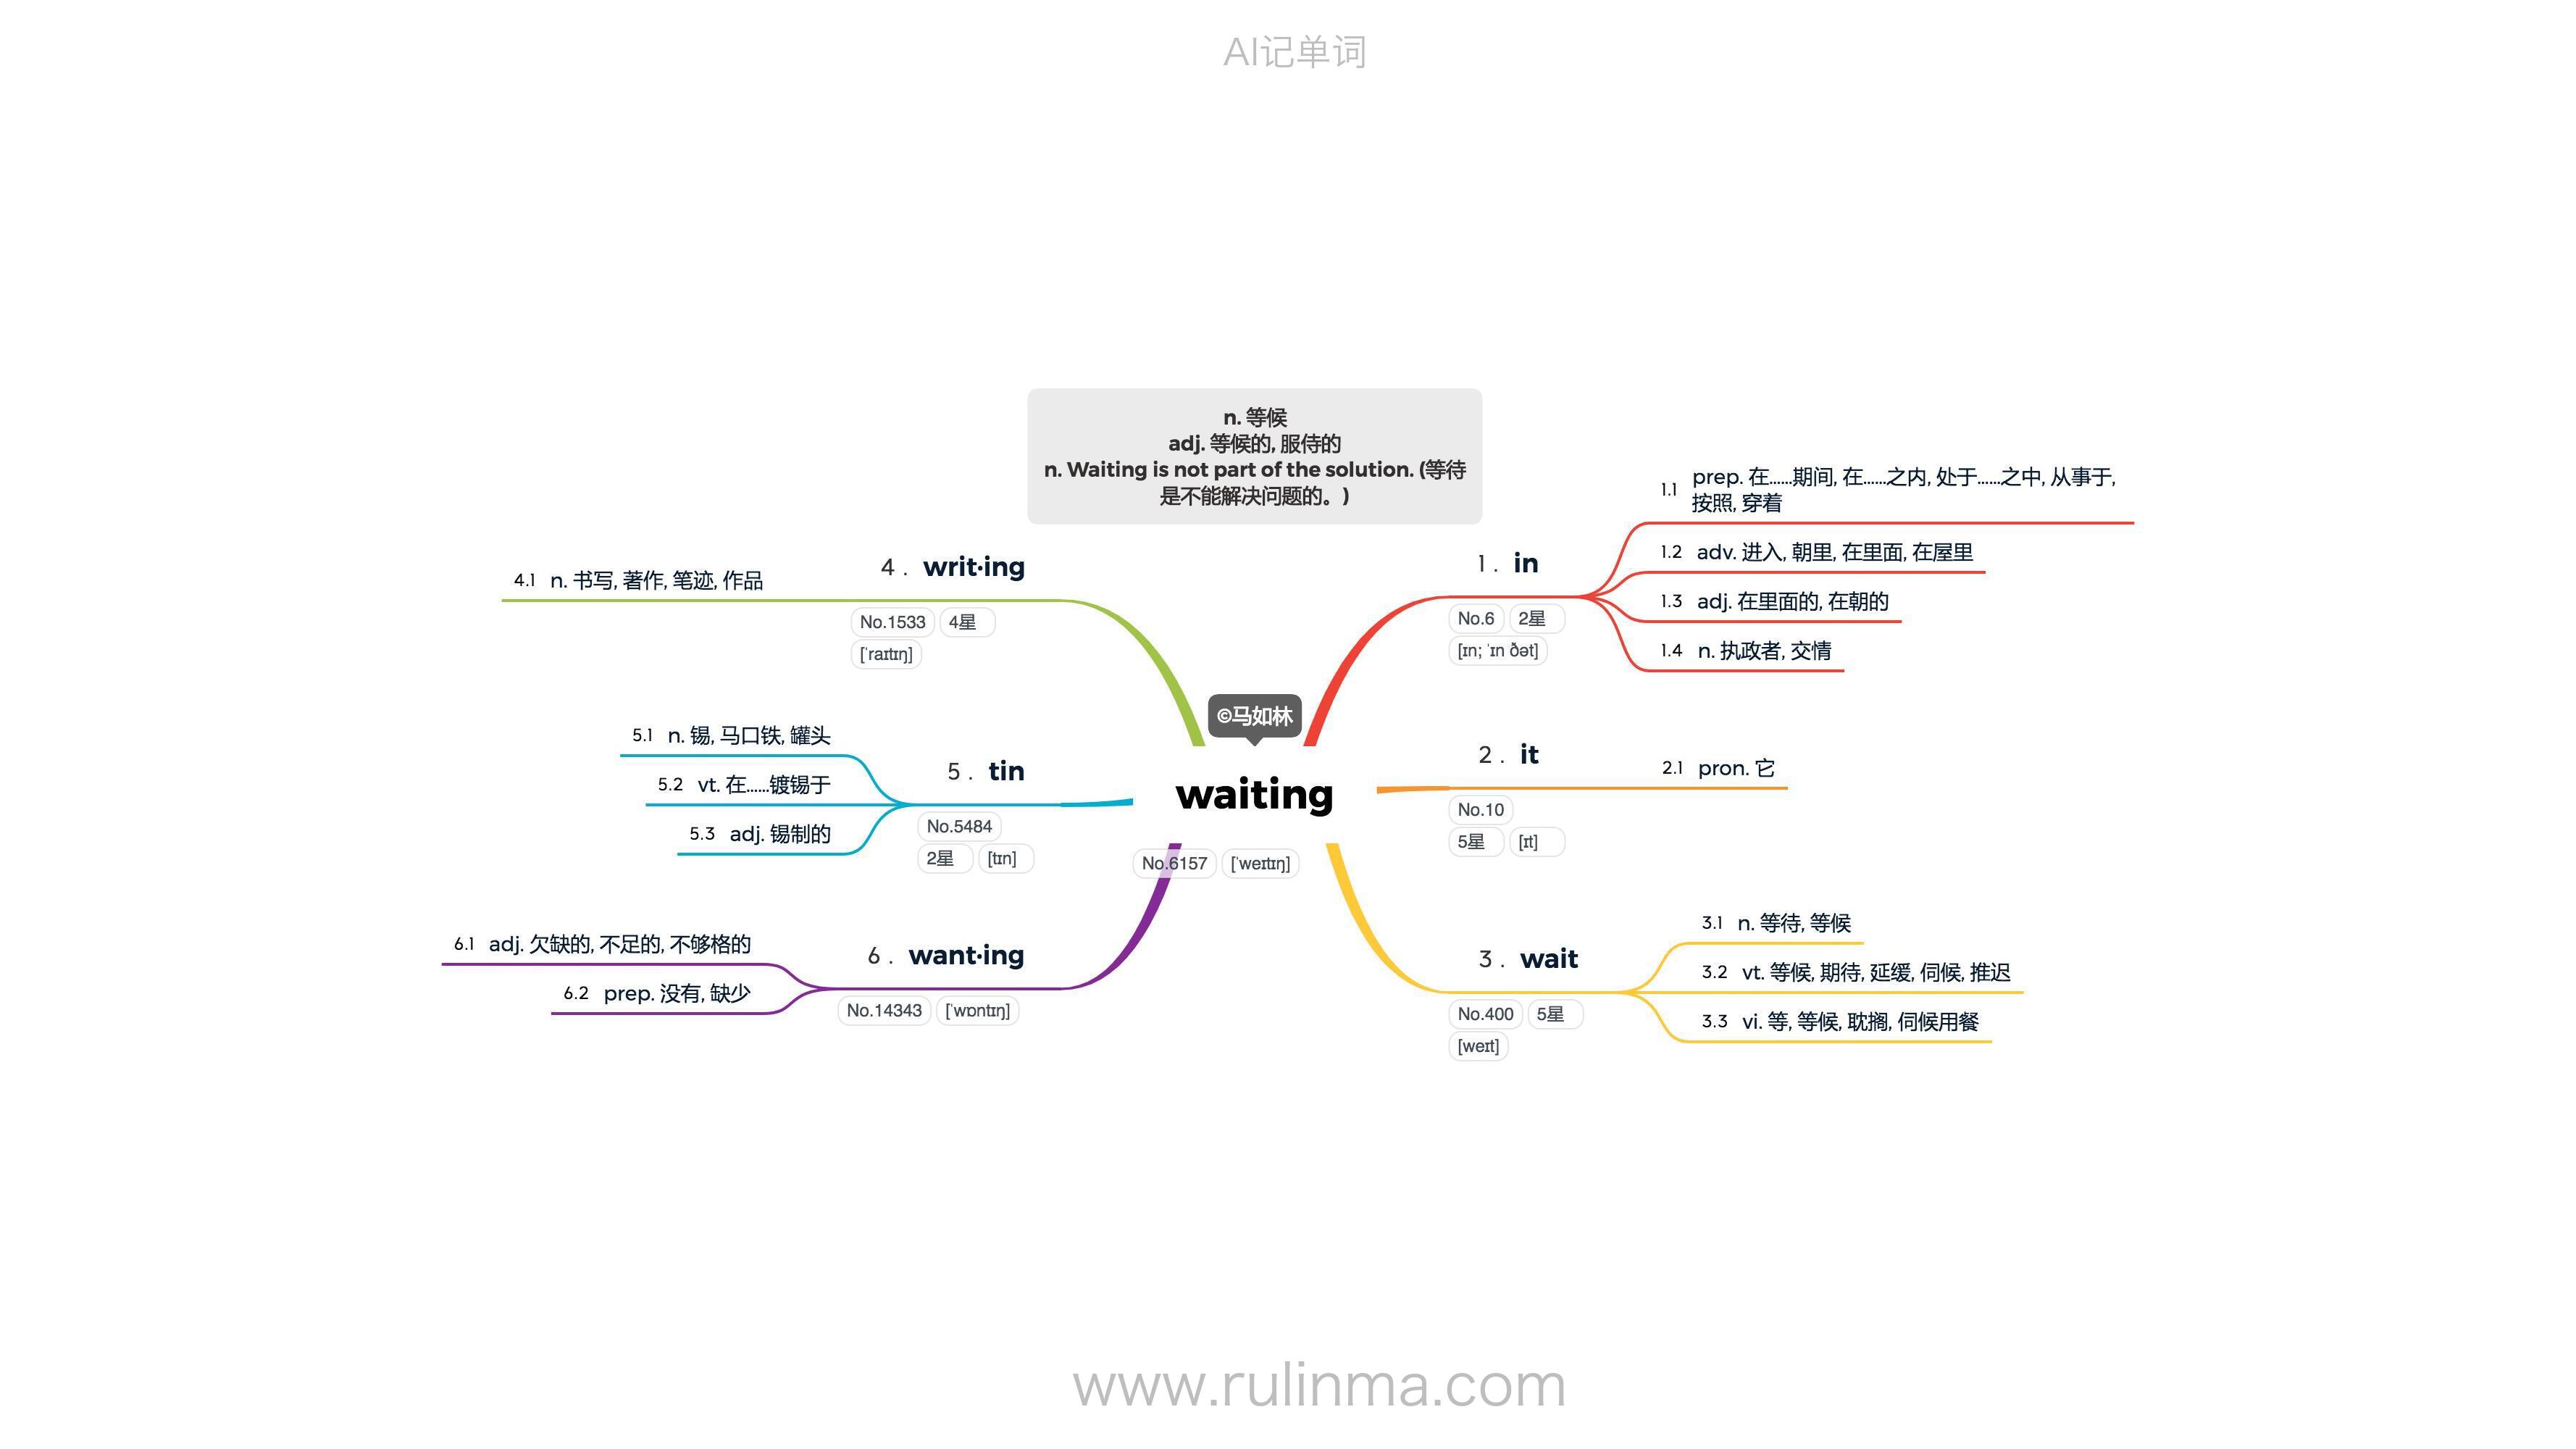 AI记单词
n. 等候
adj. 等候的, 服侍的
n. Waiting is not part of the solution. (等待
是不能解决问题的。)
©马如林
waiting
No.6157 [ˈweɪtɪŋ]
1. in
No.6 2星
[ɪn; ˈɪn ðət]
1.1 prep. 在……期间, 在……之内, 处于……之中, 从事于,
按照, 穿着
1.2 adv. 进入, 朝里, 在里面, 在屋里
1.3 adj. 在里面的, 在朝的
1.4 n. 执政者, 交情
2. it
No.10
5星 [ɪt]
2.1 pron. 它
3. wait
No.400 5星
[weɪt]
3.1 n. 等待, 等候
3.2 vt. 等候, 期待, 延缓, 伺候, 推迟
3.3 vi. 等, 等候, 耽搁, 伺候用餐
4. writ·ing
No.1533 4星
[ˈraɪtɪŋ]
4.1 n. 书写, 著作, 笔迹, 作品
5. tin
No.5484
2星 [tɪn]
5.1 n. 锡, 马口铁, 罐头
5.2 vt. 在……镀锡于
5.3 adj. 锡制的
6. want·ing
No.14343 [ˈwɒntɪŋ]
6.1 adj. 欠缺的, 不足的, 不够格的
6.2 prep. 没有, 缺少
www.rulinma.com